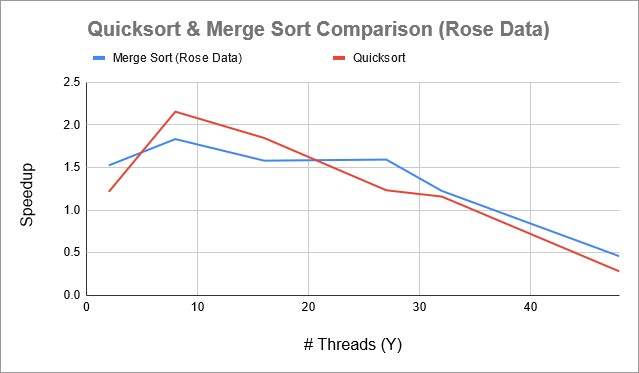 Quicksort & Merge Sort Comparison (Rose Data)
Merge Sort (Rose Data)
Quicksort
2.5
2.0
1.5
1.0
0.5
0.0
Speedup
0
10
20
30
40
# Threads (Y)